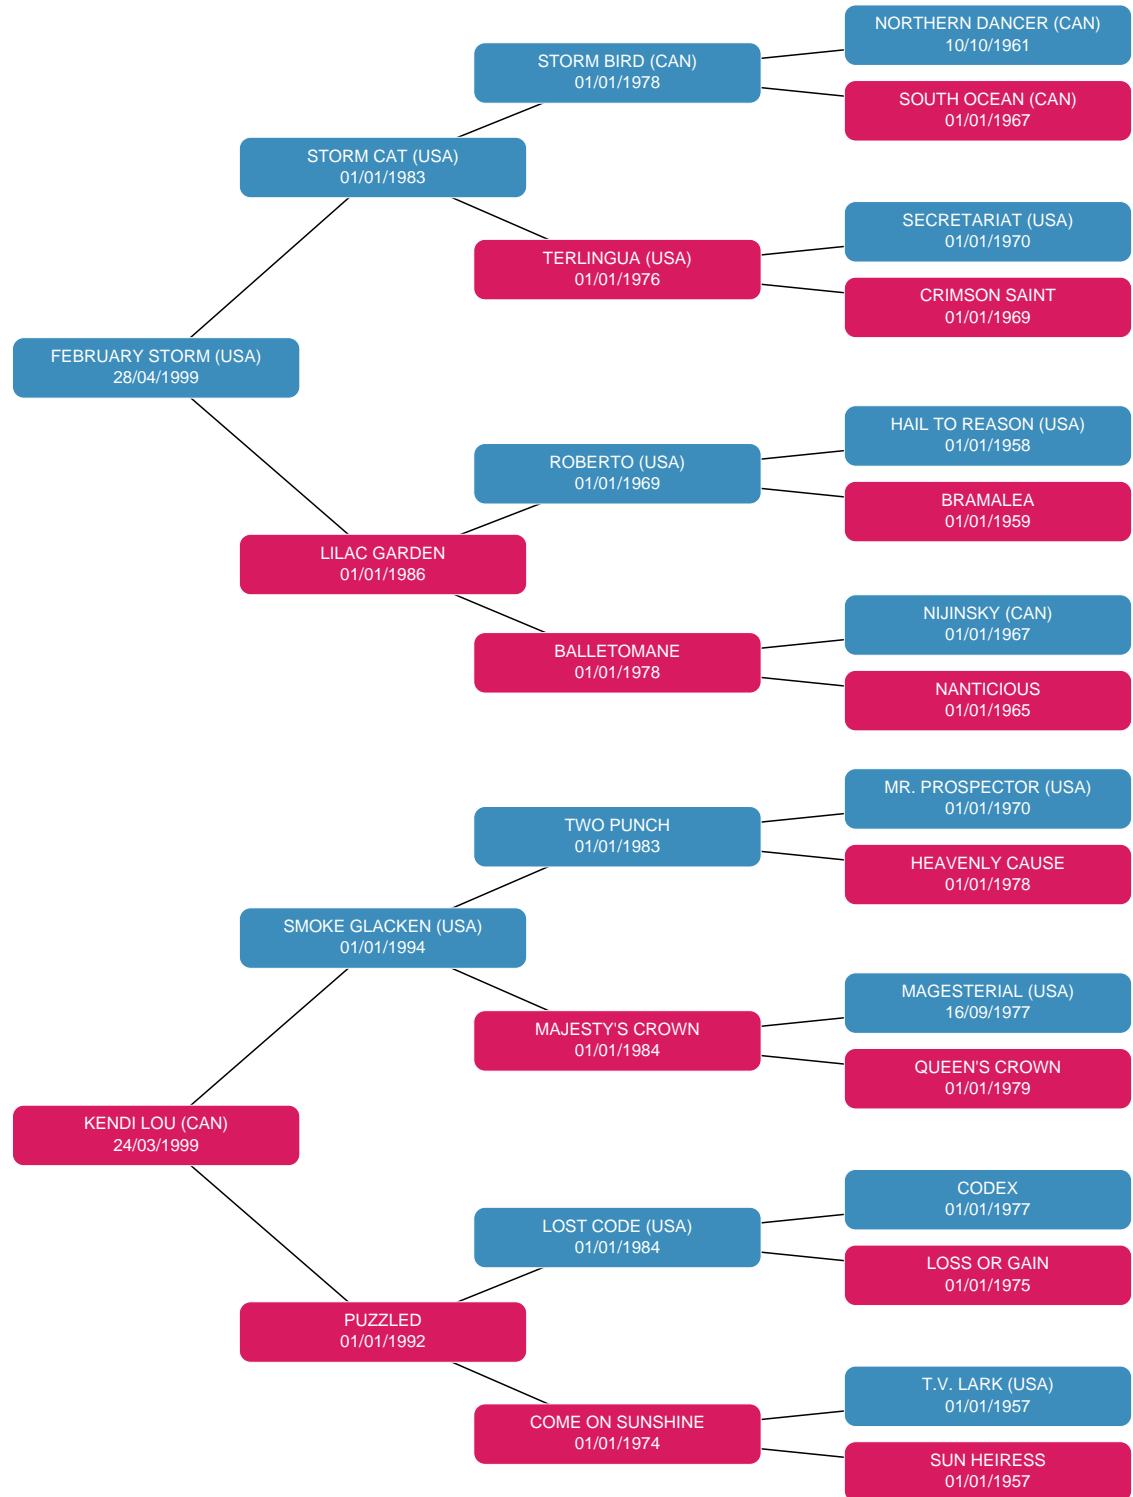 NORTHERN DANCER (CAN)
10/10/1961
STORM BIRD (CAN)
01/01/1978
SOUTH OCEAN (CAN)
01/01/1967
STORM CAT (USA)
01/01/1983
SECRETARIAT (USA)
01/01/1970
TERLINGUA (USA)
01/01/1976
CRIMSON SAINT
01/01/1969
FEBRUARY STORM (USA)
28/04/1999
HAIL TO REASON (USA)
01/01/1958
ROBERTO (USA)
01/01/1969
BRAMALEA
01/01/1959
LILAC GARDEN
01/01/1986
NIJINSKY (CAN)
01/01/1967
BALLETOMANE
01/01/1978
NANTICIOUS
01/01/1965
MR. PROSPECTOR (USA)
01/01/1970
TWO PUNCH
01/01/1983
HEAVENLY CAUSE
01/01/1978
SMOKE GLACKEN (USA)
01/01/1994
MAGESTERIAL (USA)
16/09/1977
MAJESTY'S CROWN
01/01/1984
QUEEN'S CROWN
01/01/1979
KENDI LOU (CAN)
24/03/1999
CODEX
01/01/1977
LOST CODE (USA)
01/01/1984
LOSS OR GAIN
01/01/1975
PUZZLED
01/01/1992
T.V. LARK (USA)
01/01/1957
COME ON SUNSHINE
01/01/1974
SUN HEIRESS
01/01/1957